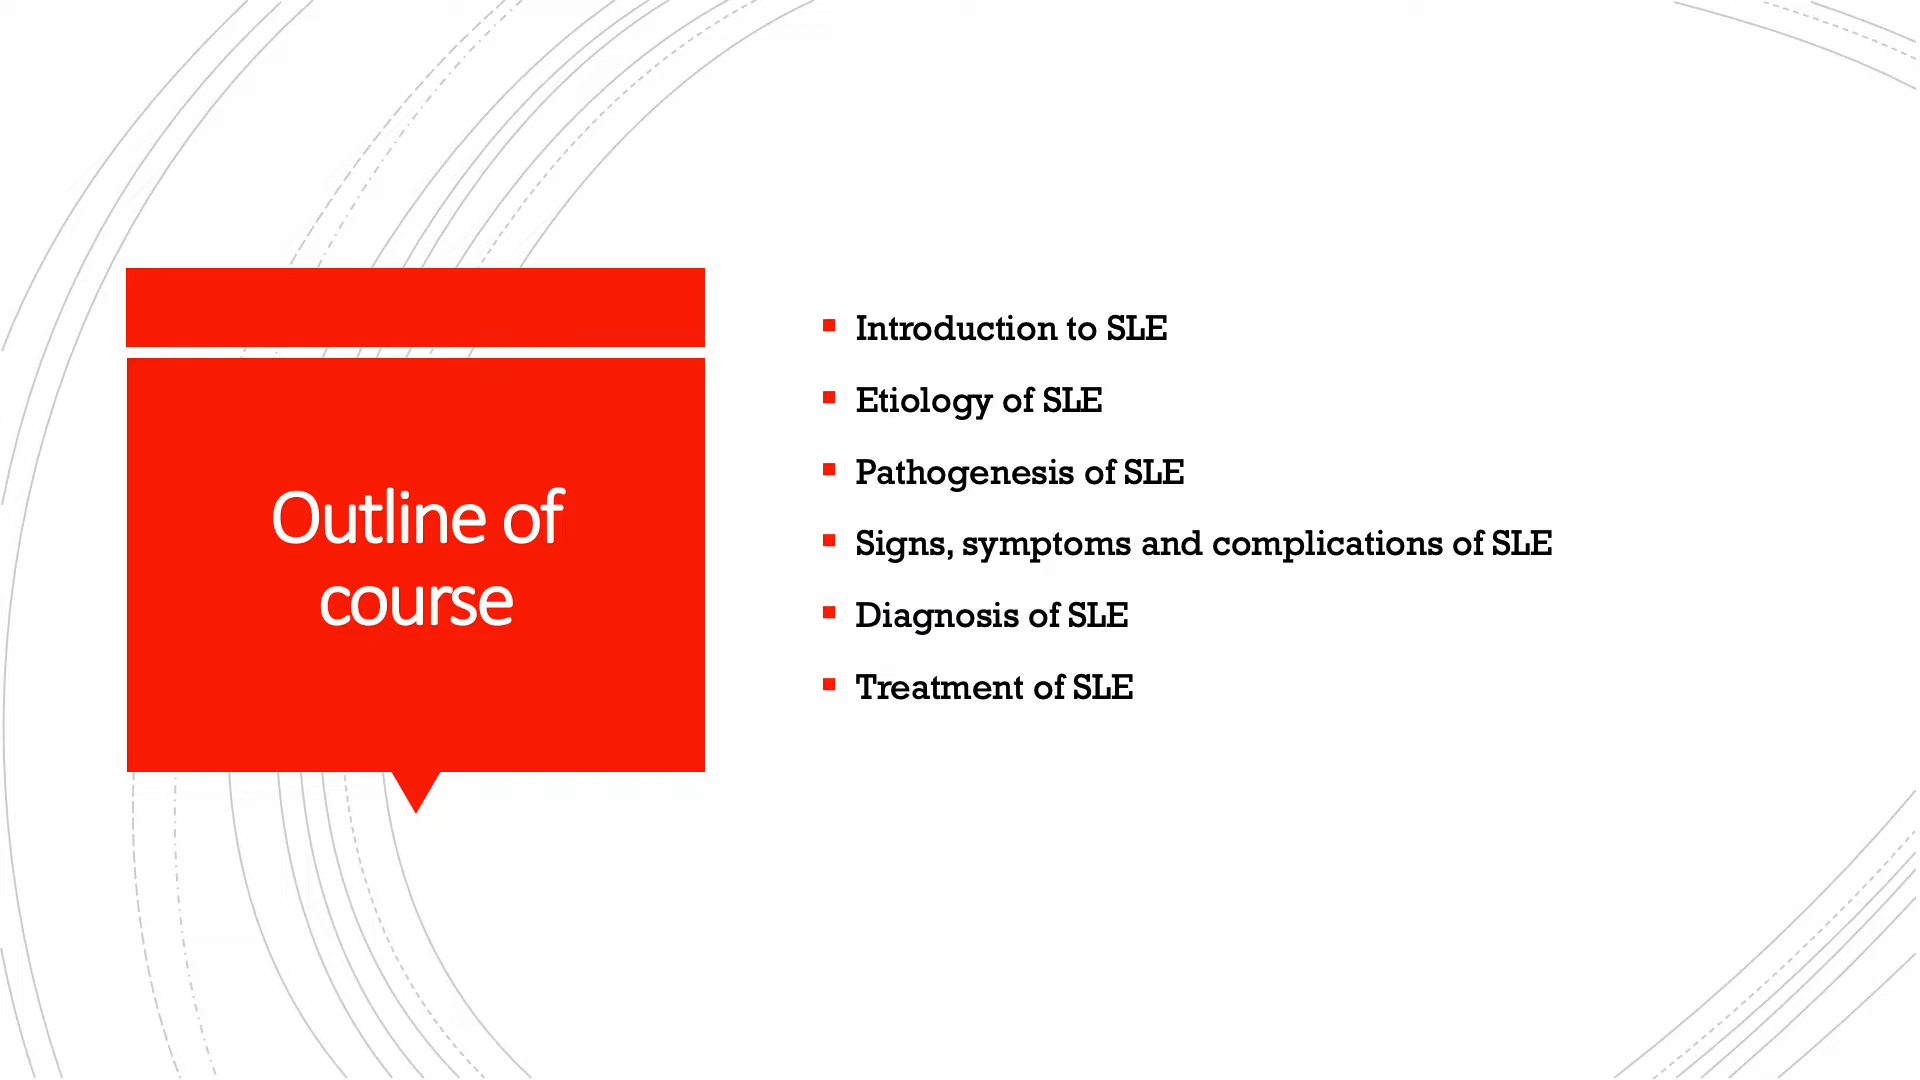 Outline of
course
Introduction to SLE
Etiology of SLE
Pathogenesis of SLE
Signs, symptoms and complications of SLE
Diagnosis of SLE
Treatment of SLE